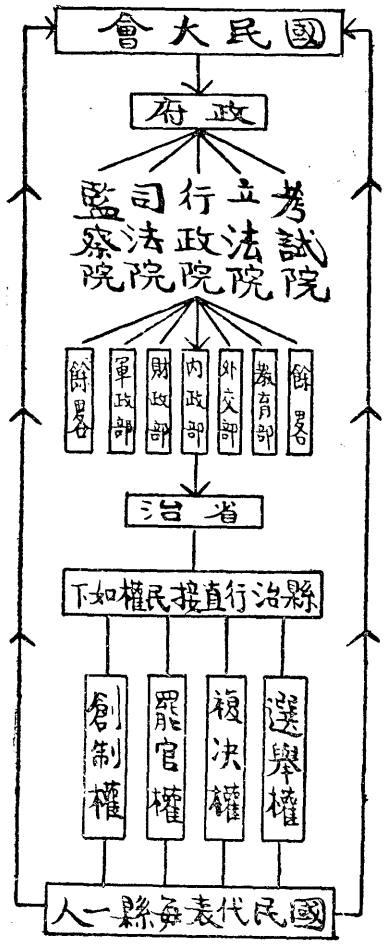 國民大會
政府
考試院
立法院
行政院
司法院
監察院
餘畧
教育部
外交部
內政部
財政部
軍政部
餘畧
省治
縣治行直接民權如下
選舉權
複决權
罷官權
創制權
國民代表每縣一人